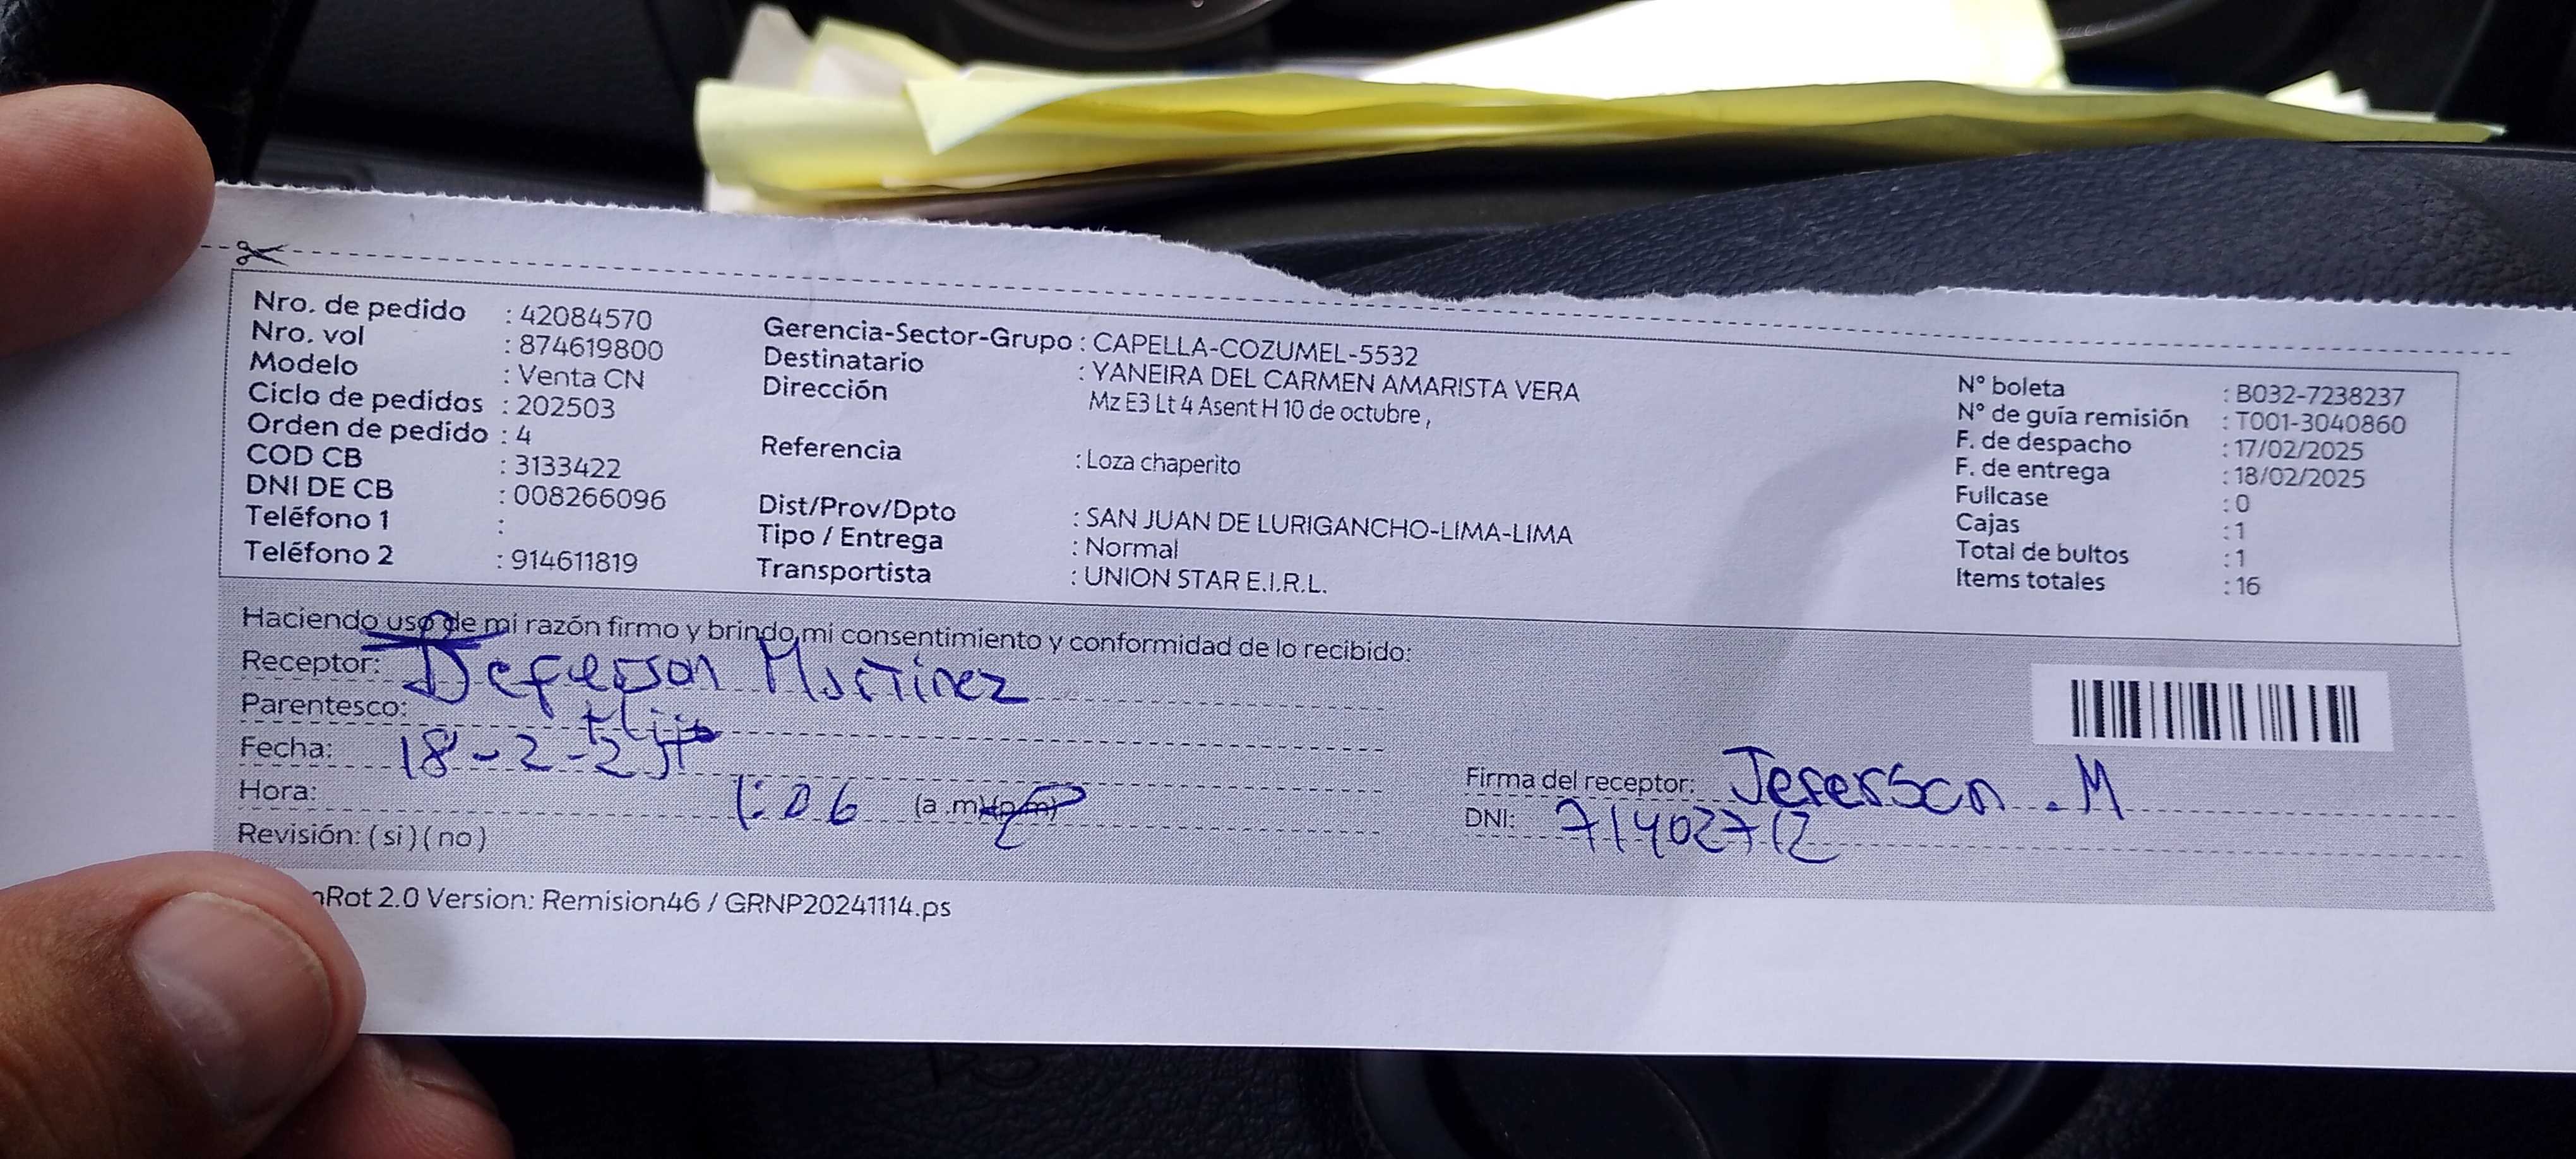 Nro. de pedido : 42084570
Nro. vol : 874619800
Modelo : Venta CN
Ciclo de pedidos : 202503
Orden de pedido : 4
COD CB : 3133422
DNI DE CB : 008266096
Teléfono 1 :
Teléfono 2 : 914611819
Gerencia-Sector-Grupo : CAPELLA-COZUMEL-5532
Destinatario : YANEIRA DEL CARMEN AMARISTA VERA
Dirección Mz E3 Lt 4 Asent H 10 de octubre ,
Referencia : Loza chaperito
Dist/Prov/Dpto : SAN JUAN DE LURIGANCHO-LIMA-LIMA
Tipo / Entrega : Normal
Transportista : UNION STAR E.I.R.L.
N° boleta : B032-7238237
N° de guía remisión : T001-3040860
F. de despacho : 17/02/2025
F. de entrega : 18/02/2025
Fullcase : 0
Cajas : 1
Total de bultos : 1
Items totales : 16
Haciendo uso de mi razón firmo y brindo mi consentimiento y conformidad de lo recibido:
Receptor: Jeferson Martinez
Parentesco: Hijo
Fecha: 18-2-25
Hora: 1:06 (a .m) (p.m)
Revisión: ( si ) ( no )
Firma del receptor: Jeferson . M
DNI: 71402712
Rot 2.0 Version: Remision46 / GRNP20241114.ps